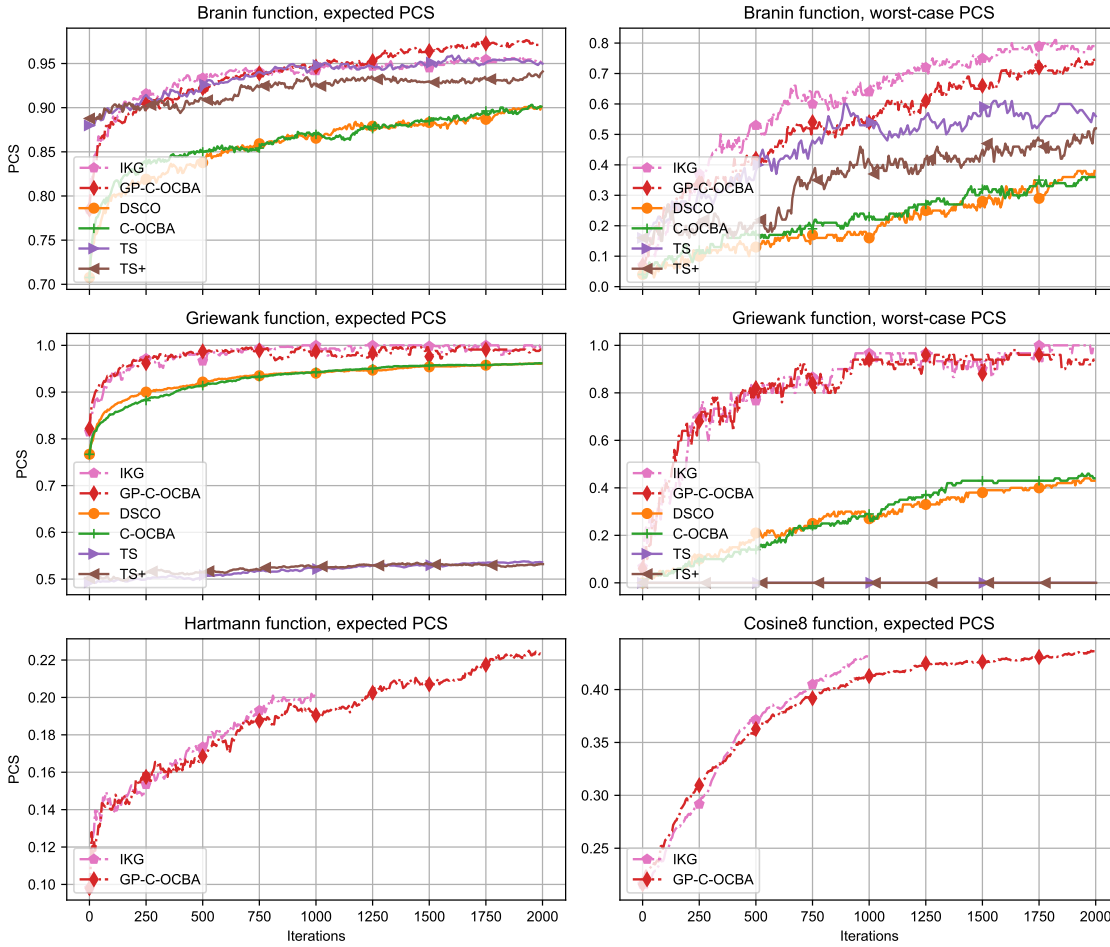 Branin function, expected PCS
PCS
0.95
0.90
0.85
0.80
0.75
0.70
IKG
GP-C-OCBA
DSCO
C-OCBA
TS
TS+
Branin function, worst-case PCS
0.8
0.7
0.6
0.5
0.4
0.3
0.2
0.1
0.0
IKG
GP-C-OCBA
DSCO
C-OCBA
TS
TS+
Griewank function, expected PCS
PCS
1.0
0.9
0.8
0.7
0.6
0.5
IKG
GP-C-OCBA
DSCO
C-OCBA
TS
TS+
Griewank function, worst-case PCS
1.0
0.8
0.6
0.4
0.2
0.0
IKG
GP-C-OCBA
DSCO
C-OCBA
TS
TS+
Hartmann function, expected PCS
PCS
0.22
0.20
0.18
0.16
0.14
0.12
0.10
IKG
GP-C-OCBA
0 250 500 750 1000 1250 1500 1750 2000
Iterations
Cosine8 function, expected PCS
0.40
0.35
0.30
0.25
IKG
GP-C-OCBA
0 250 500 750 1000 1250 1500 1750 2000
Iterations